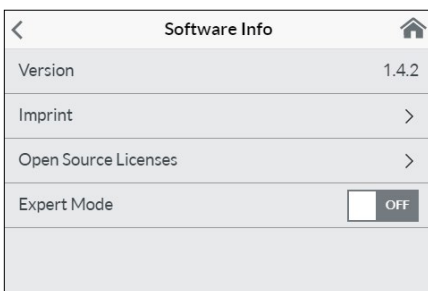 Software Info
Version 1.4.2
Imprint
Open Source Licenses
Expert Mode OFF